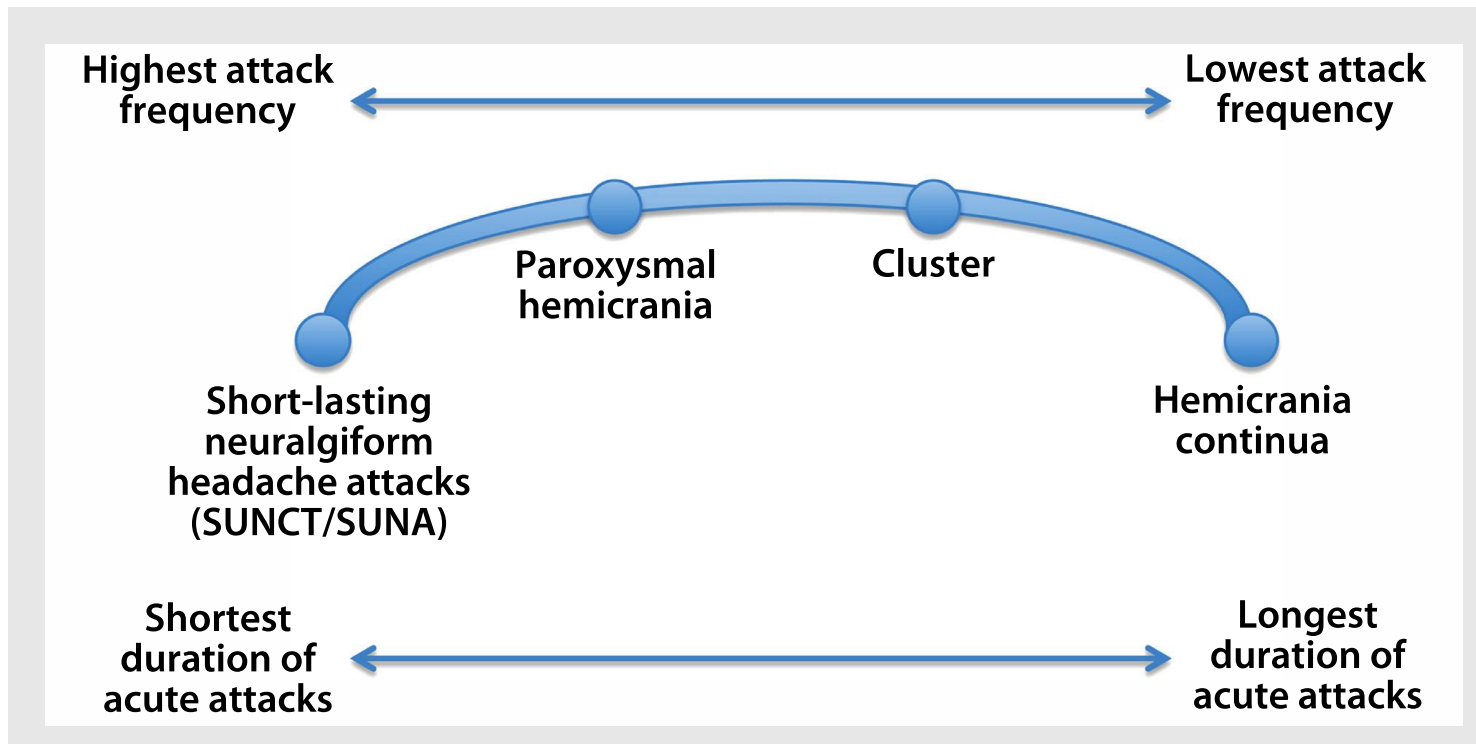 Highest attack
frequency
Lowest attack
frequency
Paroxysmal
hemicrania
Cluster
Short-lasting
neuralgiform
headache attacks
(SUNCT/SUNA)
Hemicrania
continua
Shortest
duration of
acute attacks
Longest
duration of
acute attacks